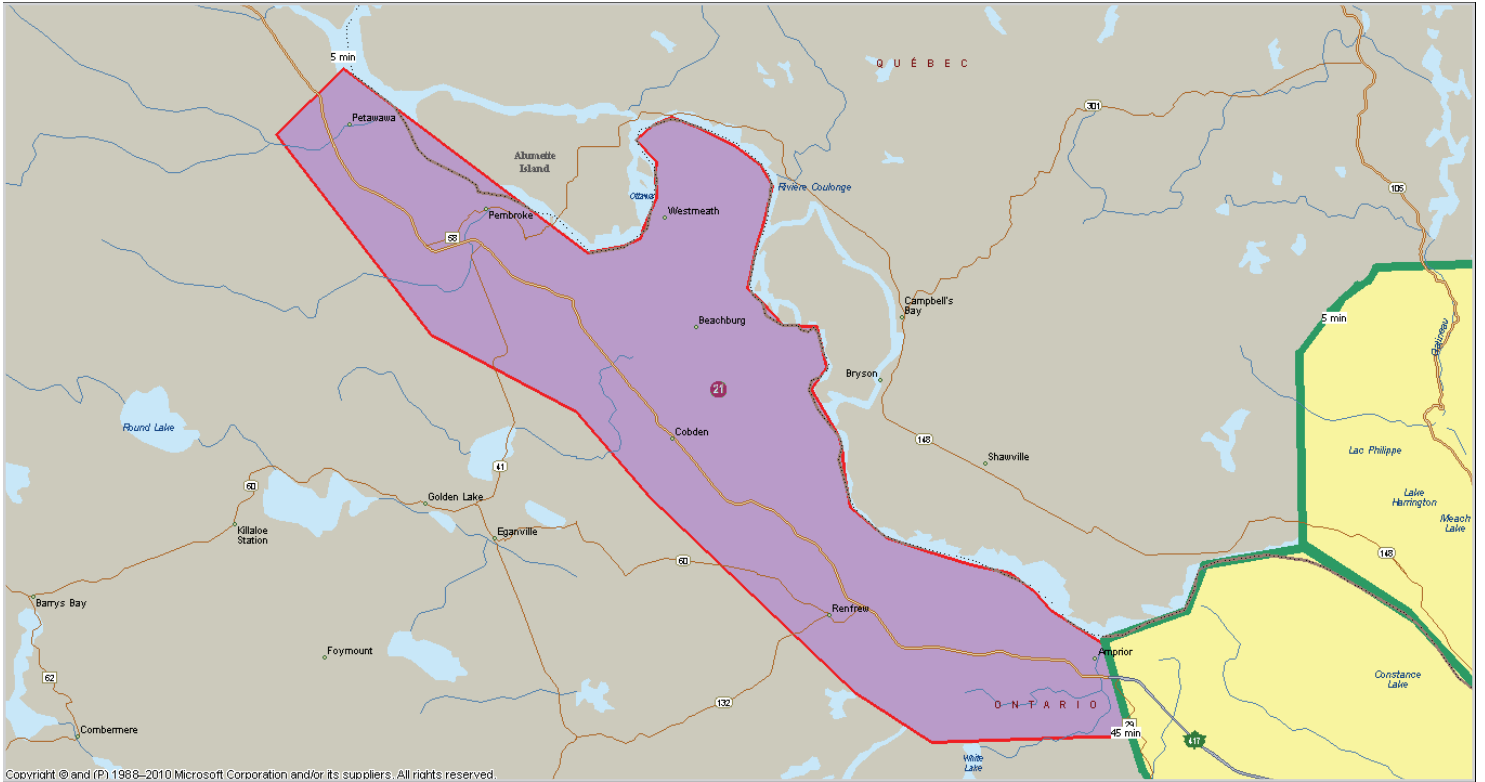 5 min
QUÉBEC
301
Petawawa
Alumette
Island
Rivière Coulonge
105
Ottawa
Westmeath
Pembroke
58
Campbell's
Bay
5 min
Beachburg
Gatineau
Bryson
21
Round Lake
Cobden
148
Lac Philippe
Shawville
41
60
Golden Lake
Lake
Harrington
Meach
Lake
Killaloe
Station
Eganville
148
60
Barrys Bay
Renfrew
Foymount
Arnprior
Constance
Lake
62
132
ONTARIO
29
45 min
417
Combermere
White
Lake
Copyright © and (P) 1988–2010 Microsoft Corporation and/or its suppliers. All rights reserved.